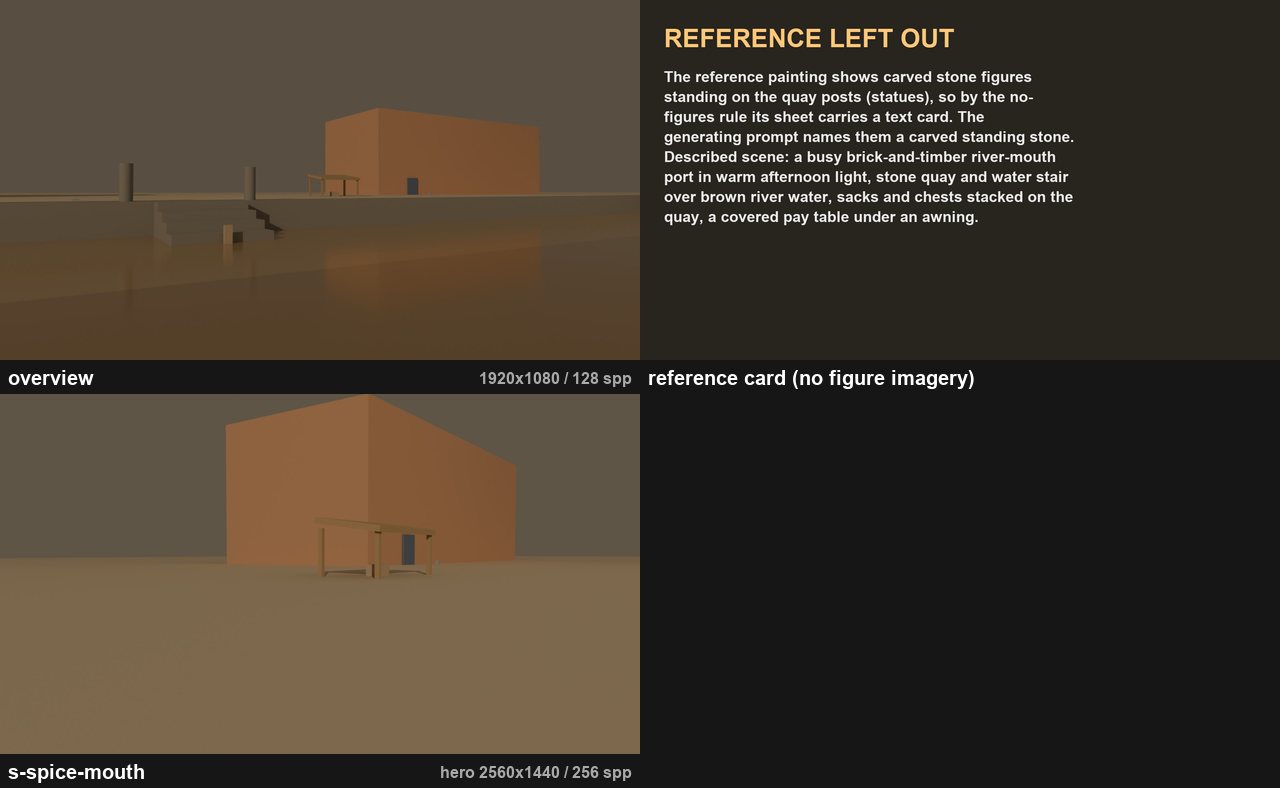 REFERENCE LEFT OUT
The reference painting shows carved stone figures
standing on the quay posts (statues), so by the no-
figures rule its sheet carries a text card. The
generating prompt names them a carved standing stone.
Described scene: a busy brick-and-timber river-mouth
port in warm afternoon light, stone quay and water stair
over brown river water, sacks and chests stacked on the
quay, a covered pay table under an awning.
overview
1920x1080 / 128 spp
reference card (no figure imagery)
s-spice-mouth
hero 2560x1440 / 256 spp